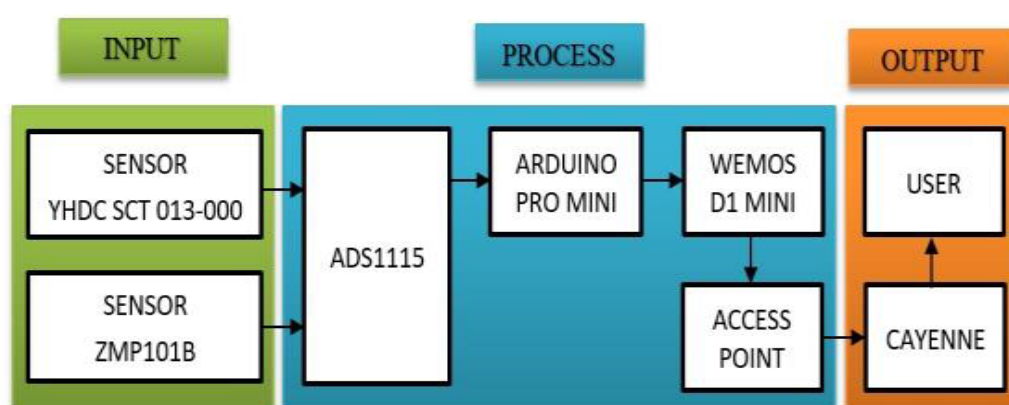 INPUT
PROCESS
OUTPUT
SENSOR
YHDC SCT 013-000
SENSOR
ZMP101B
ADS1115
ARDUINO
PRO MINI
WEMOS
D1 MINI
ACCESS
POINT
USER
CAYENNE